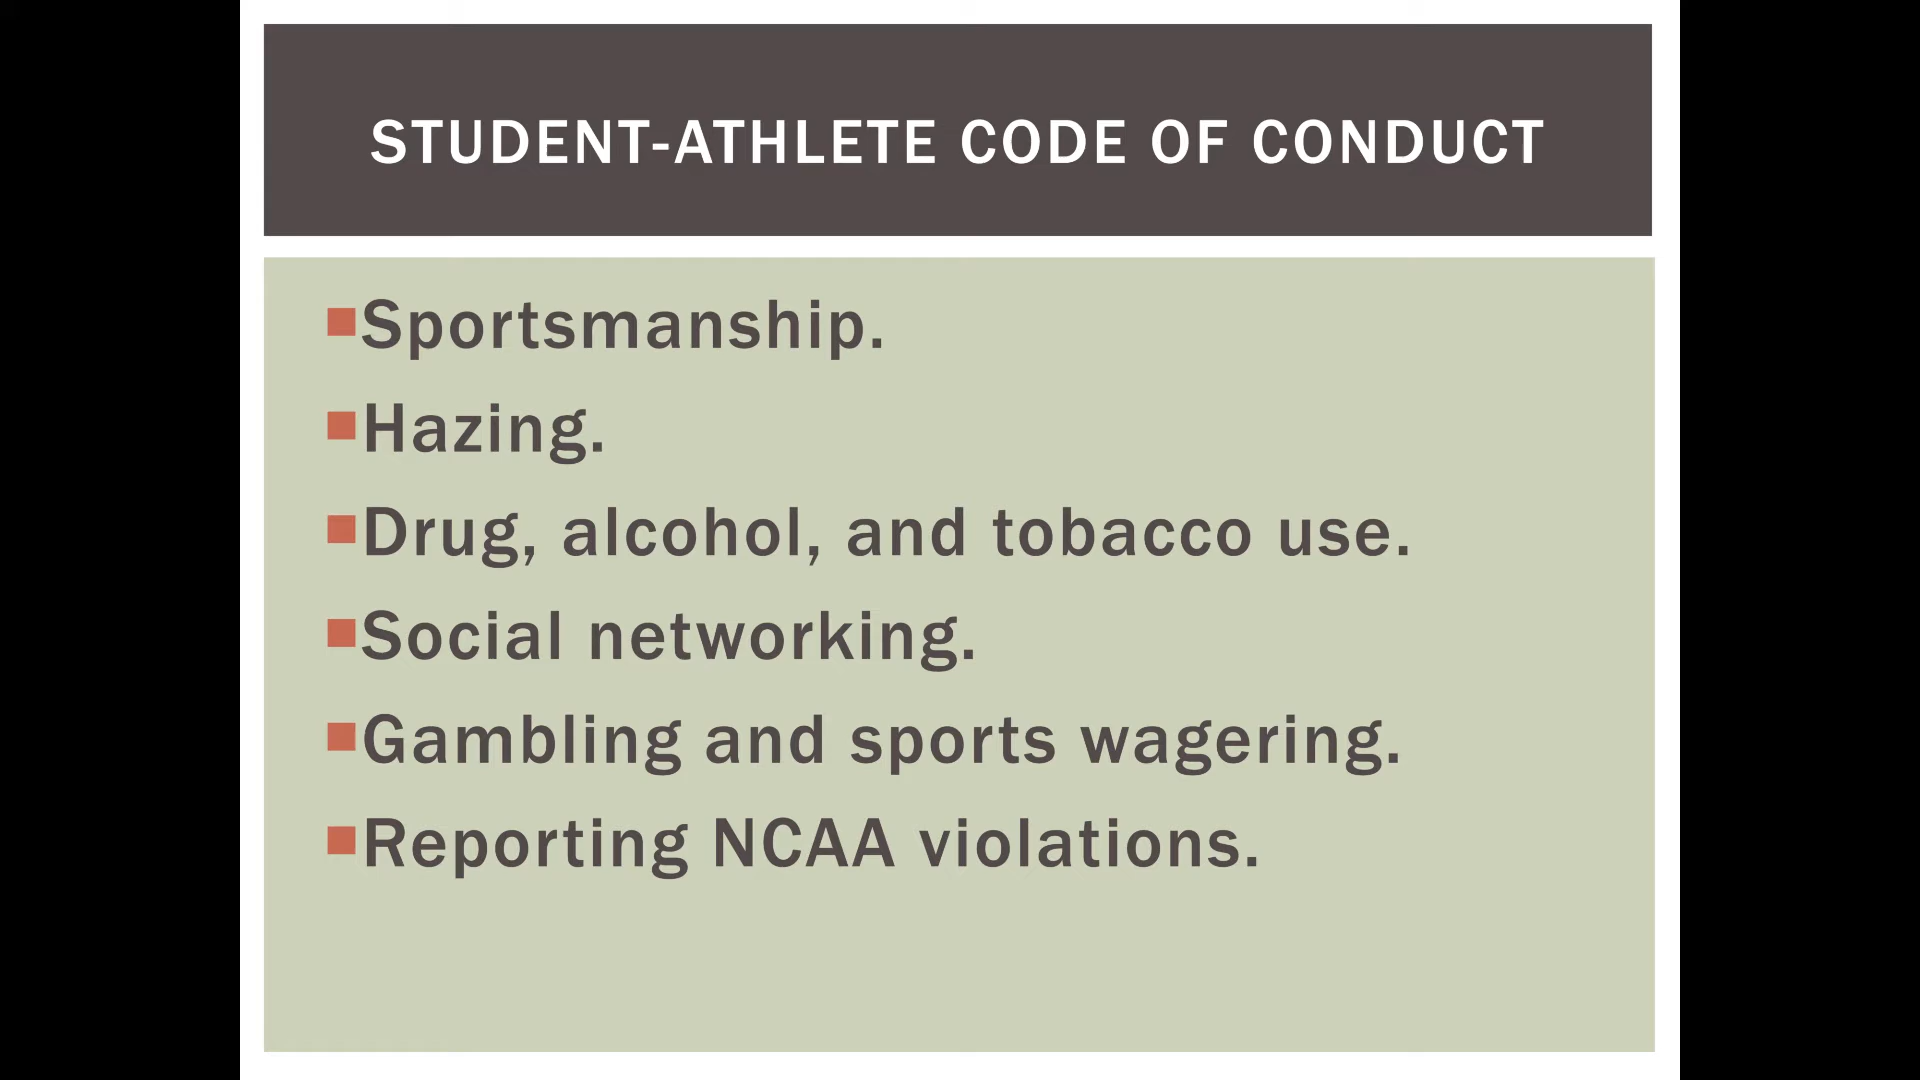 STUDENT-ATHLETE CODE OF CONDUCT
Sportsmanship.
Hazing.
Drug, alcohol, and tobacco use.
Social networking.
Gambling and sports wagering.
Reporting NCAA violations.